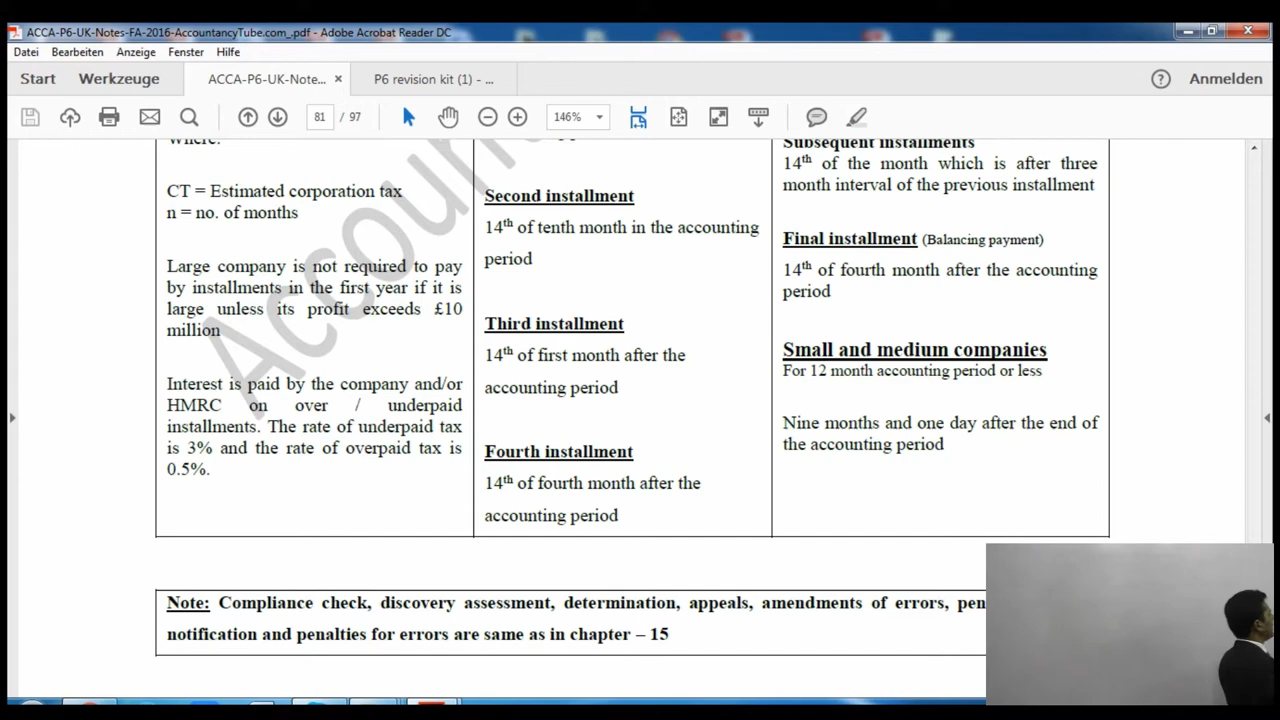 ACCA-P6-UK-Notes-FA-2016-AccountancyTube.com_.pdf - Adobe Acrobat Reader DC
Datei Bearbeiten Anzeige Fenster Hilfe
Start Werkzeuge ACCA-P6-UK-Note... × P6 revision kit (1) - ... Anmelden
81 / 97 146%
Where:
CT = Estimated corporation tax
n = no. of months
Large company is not required to pay
by installments in the first year if it is
large unless its profit exceeds £10
million
Interest is paid by the company and/or
HMRC on over / underpaid
installments. The rate of underpaid tax
is 3% and the rate of overpaid tax is
0.5%.
Second installment
14th of tenth month in the accounting
period
Third installment
14th of first month after the
accounting period
Fourth installment
14th of fourth month after the
accounting period
Subsequent installments
14th of the month which is after three
month interval of the previous installment
Final installment (Balancing payment)
14th of fourth month after the accounting
period
Small and medium companies
For 12 month accounting period or less
Nine months and one day after the end of
the accounting period
Note: Compliance check, discovery assessment, determination, appeals, amendments of errors, pen
notification and penalties for errors are same as in chapter – 15